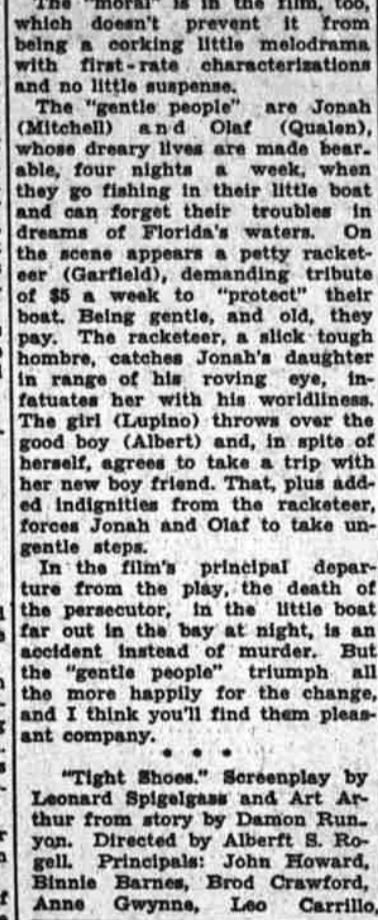 The "moral" is in the film, too,
which doesn't prevent it from
being a corking little melodrama
with first-rate characterizations
and no little suspense.
The "gentle people" are Jonah
(Mitchell) and Olaf (Qualen),
whose dreary lives are made bear-
able, four nights a week, when
they go fishing in their little boat
and can forget their troubles in
dreams of Florida's waters. On
the scene appears a petty racket-
eer (Garfield), demanding tribute
of $5 a week to "protect" their
boat. Being gentle, and old, they
pay. The racketeer, a slick tough
hombre, catches Jonah's daughter
in range of his roving eye, in-
fatuates her with his worldliness.
The girl (Lupino) throws over the
good boy (Albert) and, in spite of
herself, agrees to take a trip with
her new boy friend. That, plus add-
ed indignities from the racketeer,
forces Jonah and Olaf to take un-
gentle steps.
In the film's principal depar-
ture from the play, the death of
the persecutor, in the little boat
far out in the bay at night, is an
accident instead of murder. But
the "gentle people" triumph all
the more happily for the change,
and I think you'll find them pleas-
ant company.
* * *
"Tight Shoes." Screenplay by
Leonard Spigelgass and Art Ar-
thur from story by Damon Run-
yon. Directed by Alberft S. Ro-
gell. Principals: John Howard,
Binnie Barnes, Brod Crawford,
Anne Gwynne, Leo Carrillo,